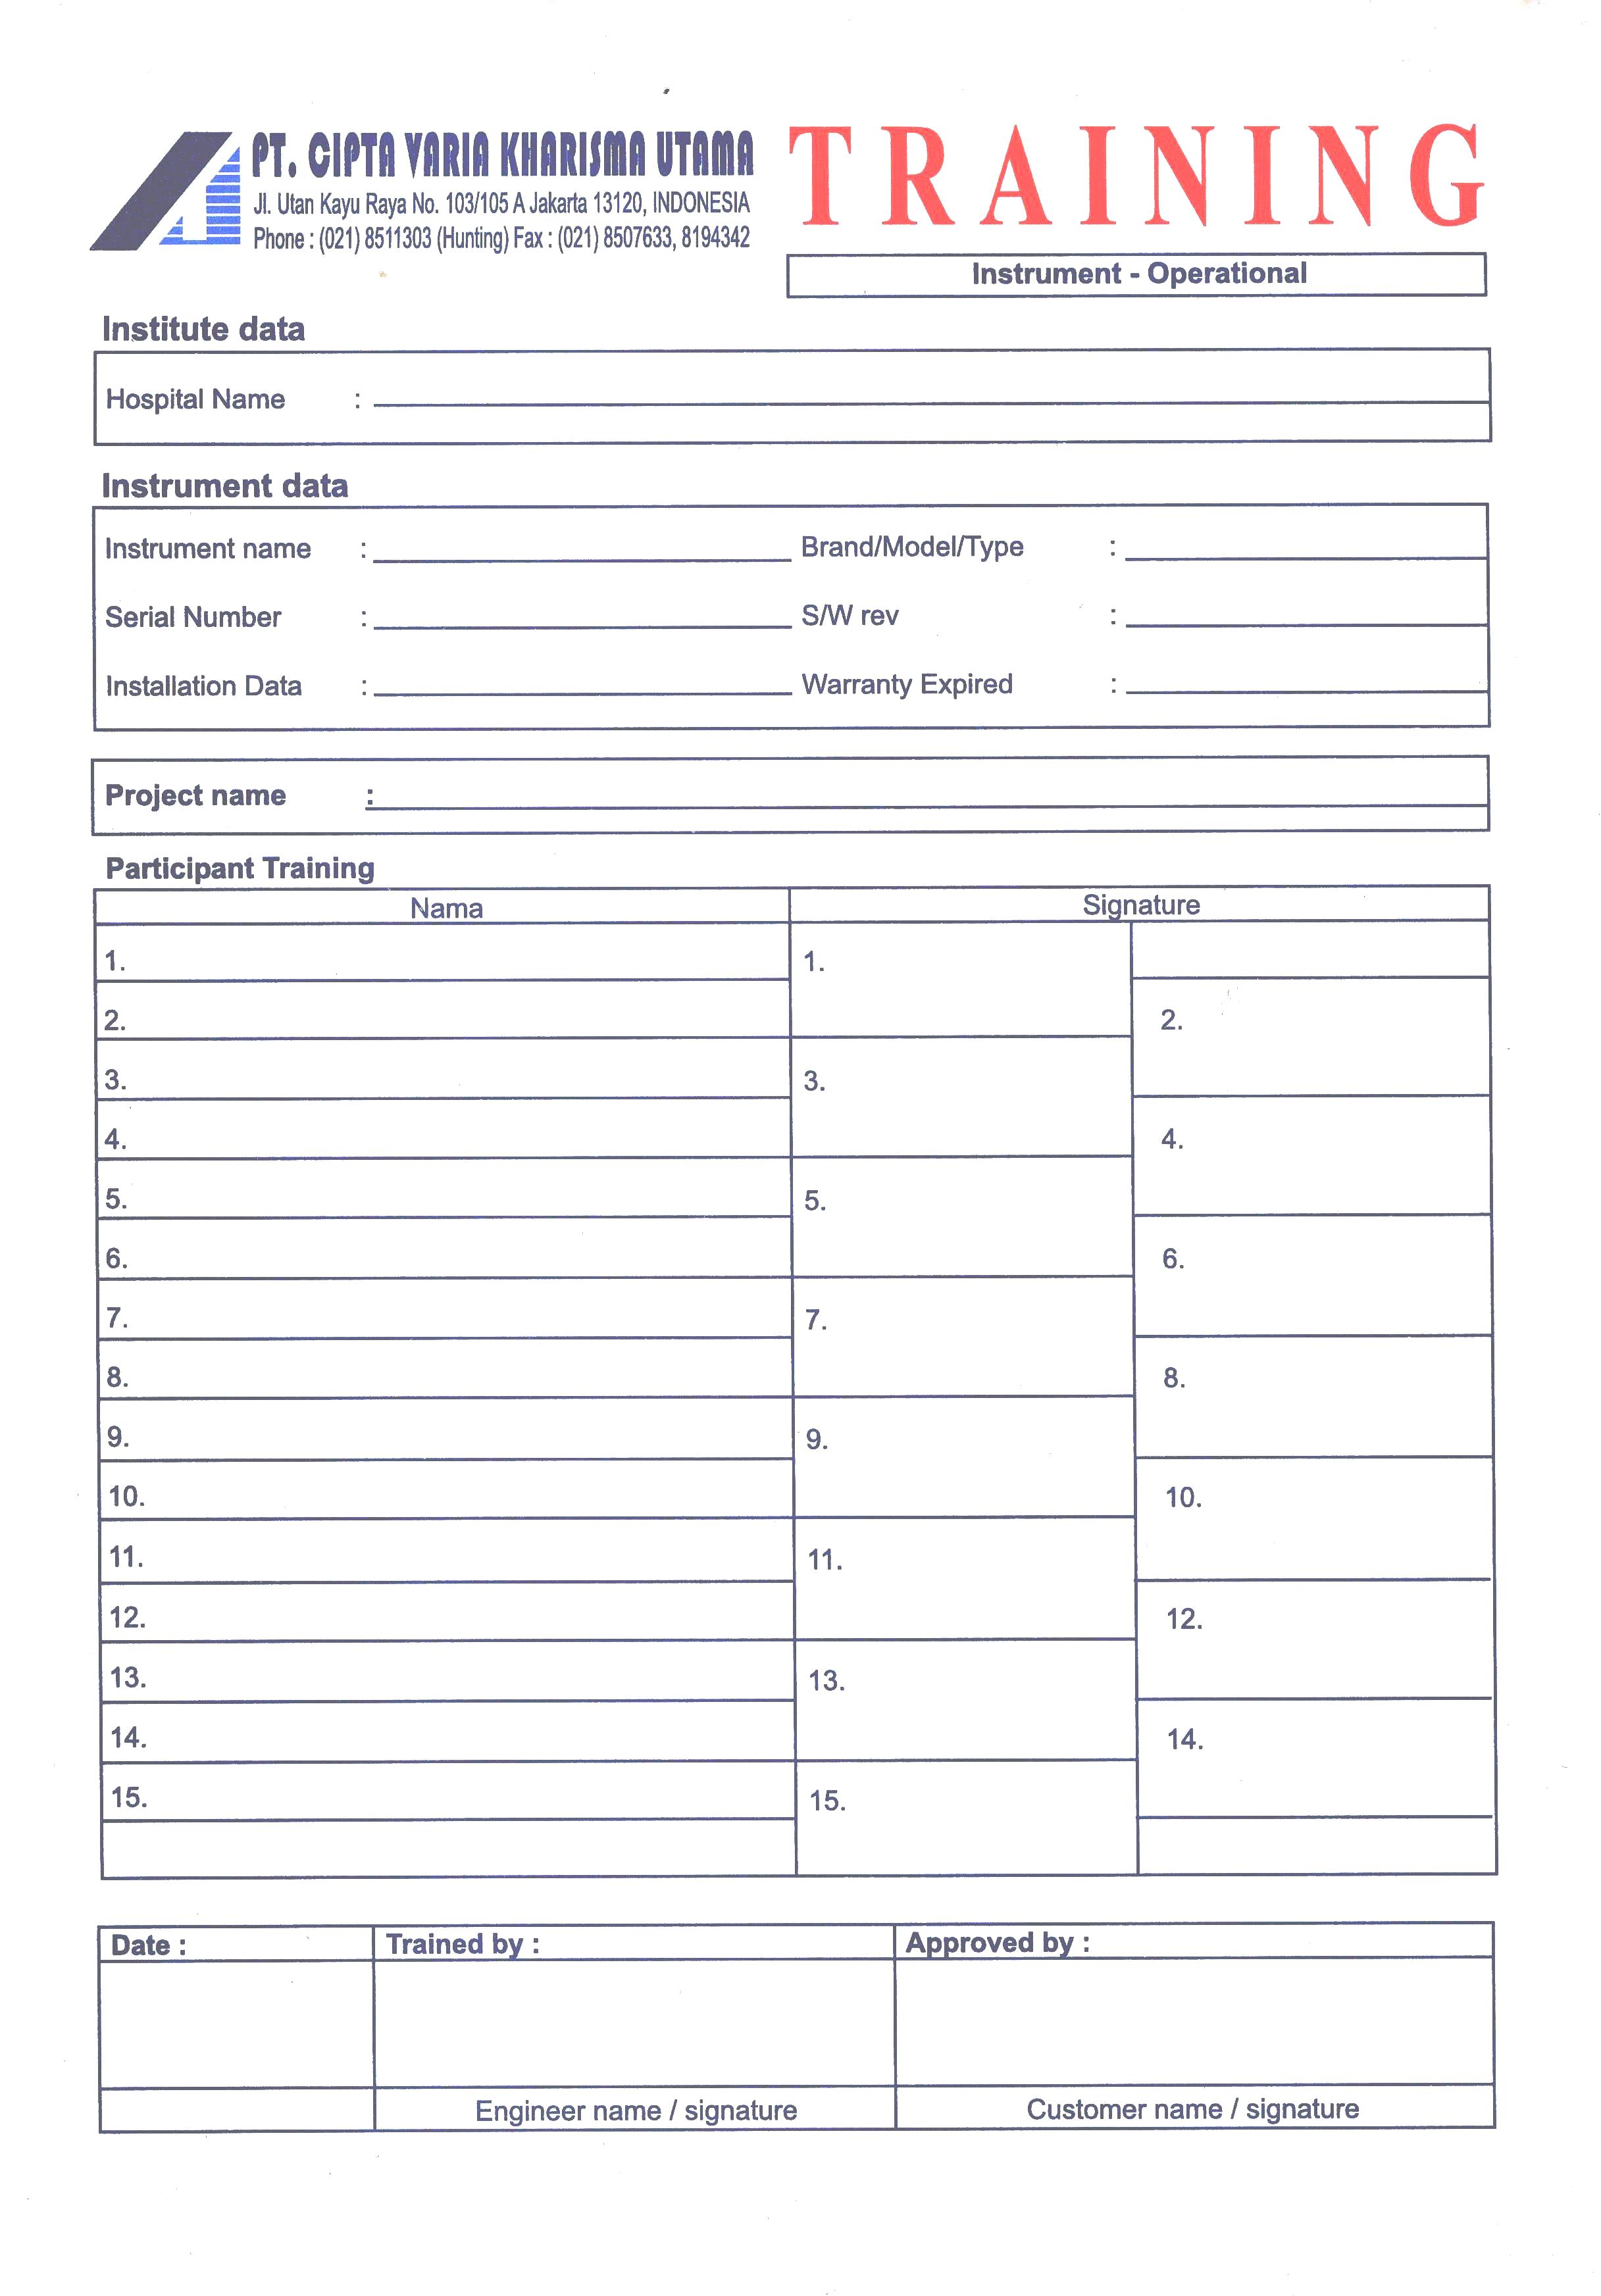 PT. CIPTA VARIA KHARISMA UTAMA
Jl. Utan Kayu Raya No. 103/105 A Jakarta 13120, INDONESIA
Phone : (021) 8511303 (Hunting) Fax : (021) 8507633, 8194342
TRAINING
Instrument - Operational
Institute data
Hospital Name :
Instrument data
Instrument name : Brand/Model/Type :
Serial Number : S/W rev :
Installation Data : Warranty Expired :
Project name :
Participant Training
Nama Signature
1. 1.
2. 2.
3. 3.
4. 4.
5. 5.
6. 6.
7. 7.
8. 8.
9. 9.
10. 10.
11. 11.
12. 12.
13. 13.
14. 14.
15. 15.
Date : Trained by : Approved by :
Engineer name / signature Customer name / signature